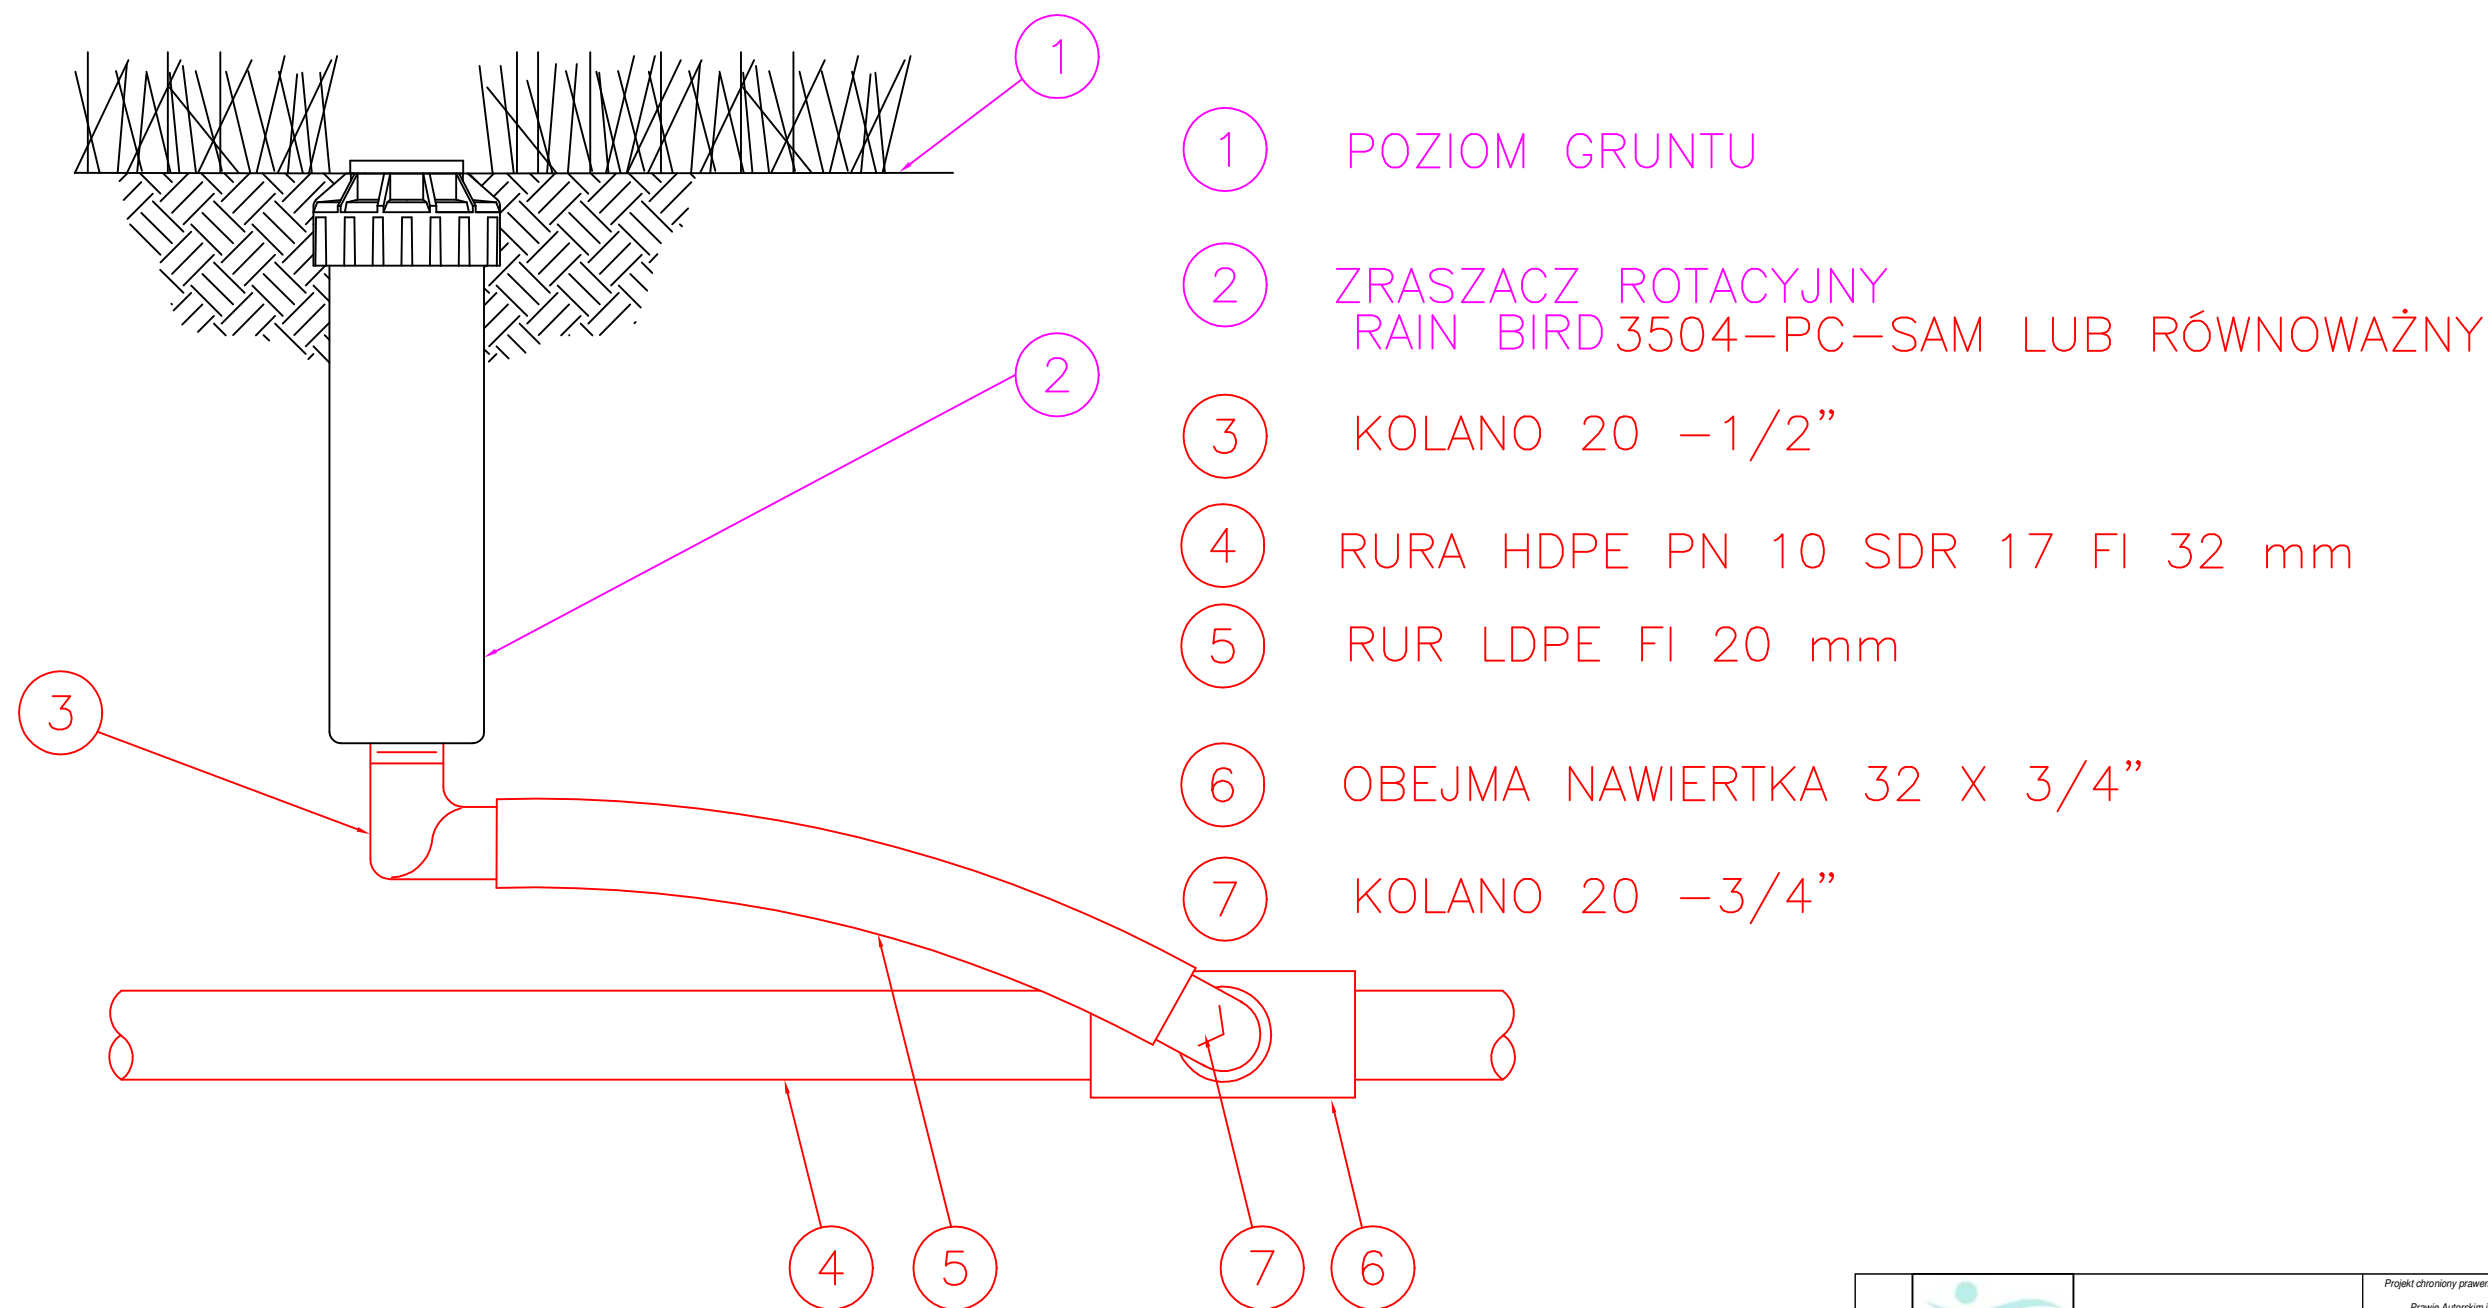 1
1 POZIOM GRUNTU
2 ZRASZACZ ROTACYJNY
RAIN BIRD 3504-PC-SAM LUB RÓWNOWAŻNY
2
3 KOLANO 20 -1/2”
4 RURA HDPE PN 10 SDR 17 FI 32 mm
5 RUR LDPE FI 20 mm
3
6 OBEJMA NAWIERTKA 32 X 3/4”
7 KOLANO 20 -3/4”
4 5 7 6
Projekt chroniony
Prawie Autorskim